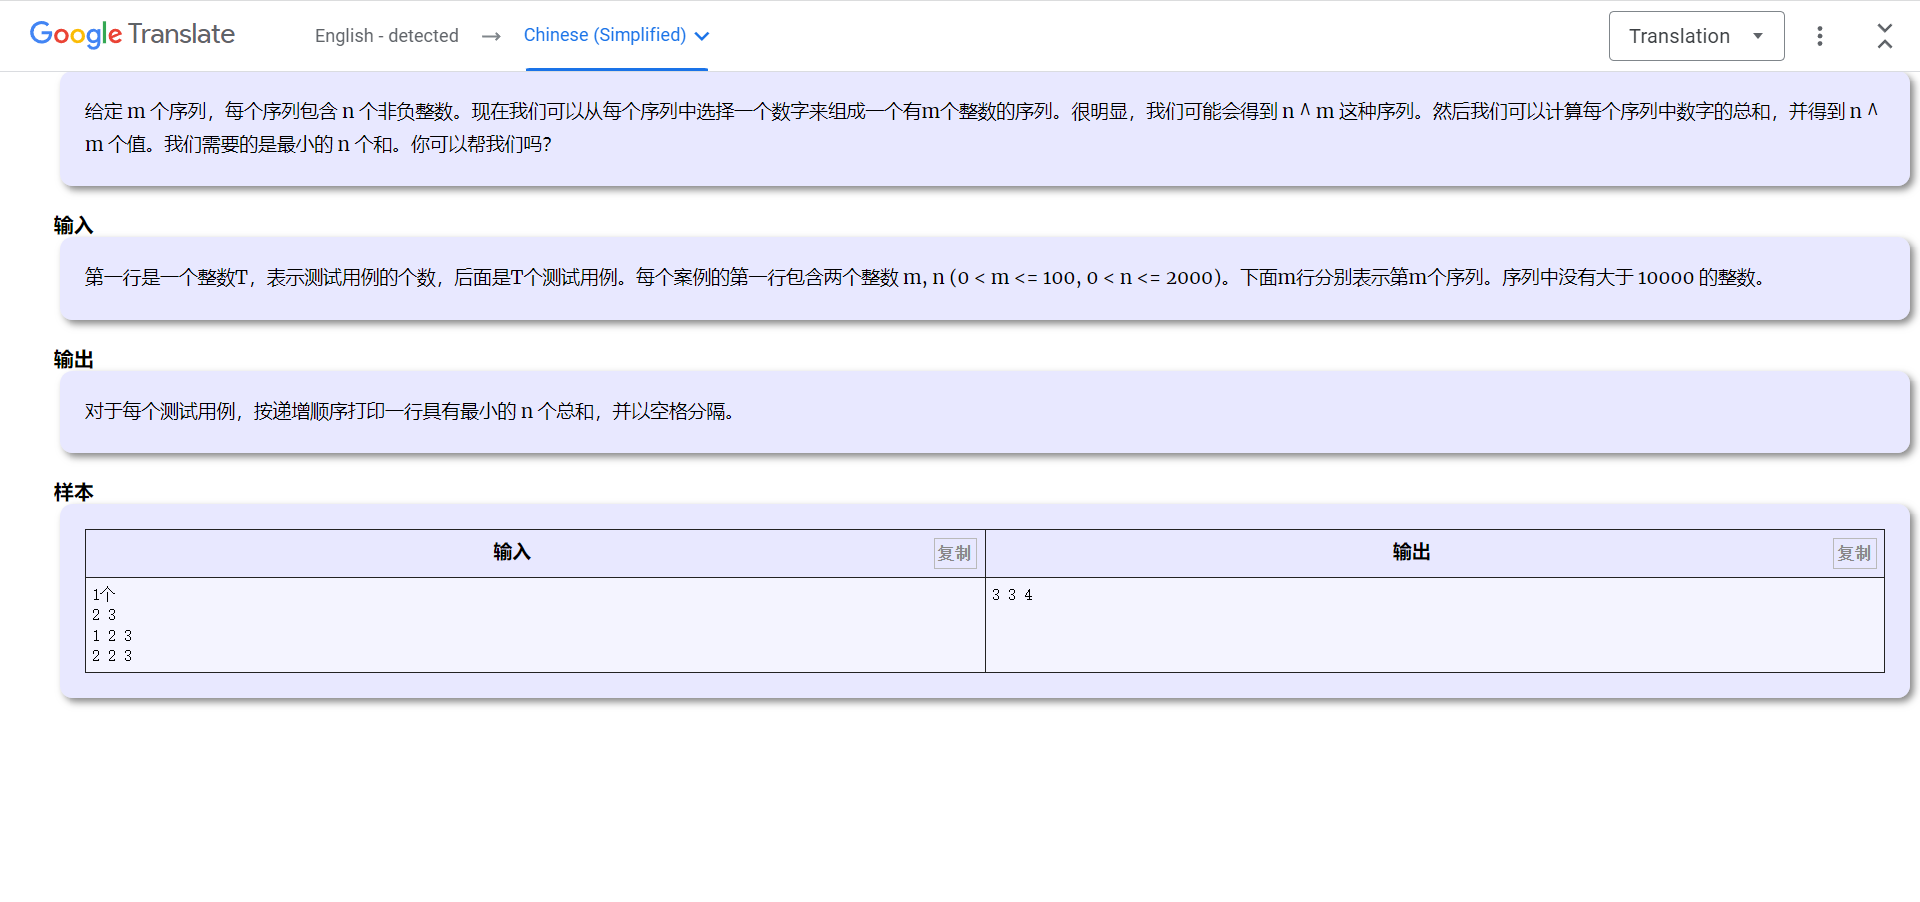 Google Translate English - detected → Chinese (Simplified) Translation
给定 m 个序列，每个序列包含 n 个非负整数。现在我们可以从每个序列中选择一个数字来组成一个有m个整数的序列。很明显，我们可能会得到 n ^ m 这种序列。然后我们可以计算每个序列中数字的总和，并得到 n ^
m 个值。我们需要的是最小的 n 个和。你可以帮我们吗？
输入
第一行是一个整数T，表示测试用例的个数，后面是T个测试用例。每个案例的第一行包含两个整数 m, n (0 < m <= 100, 0 < n <= 2000)。下面m行分别表示第m个序列。序列中没有大于 10000 的整数。
输出
对于每个测试用例，按递增顺序打印一行具有最小的 n 个总和，并以空格分隔。
样本
输入 复制 输出 复制
1个 3 3 4
2 3
1 2 3
2 2 3